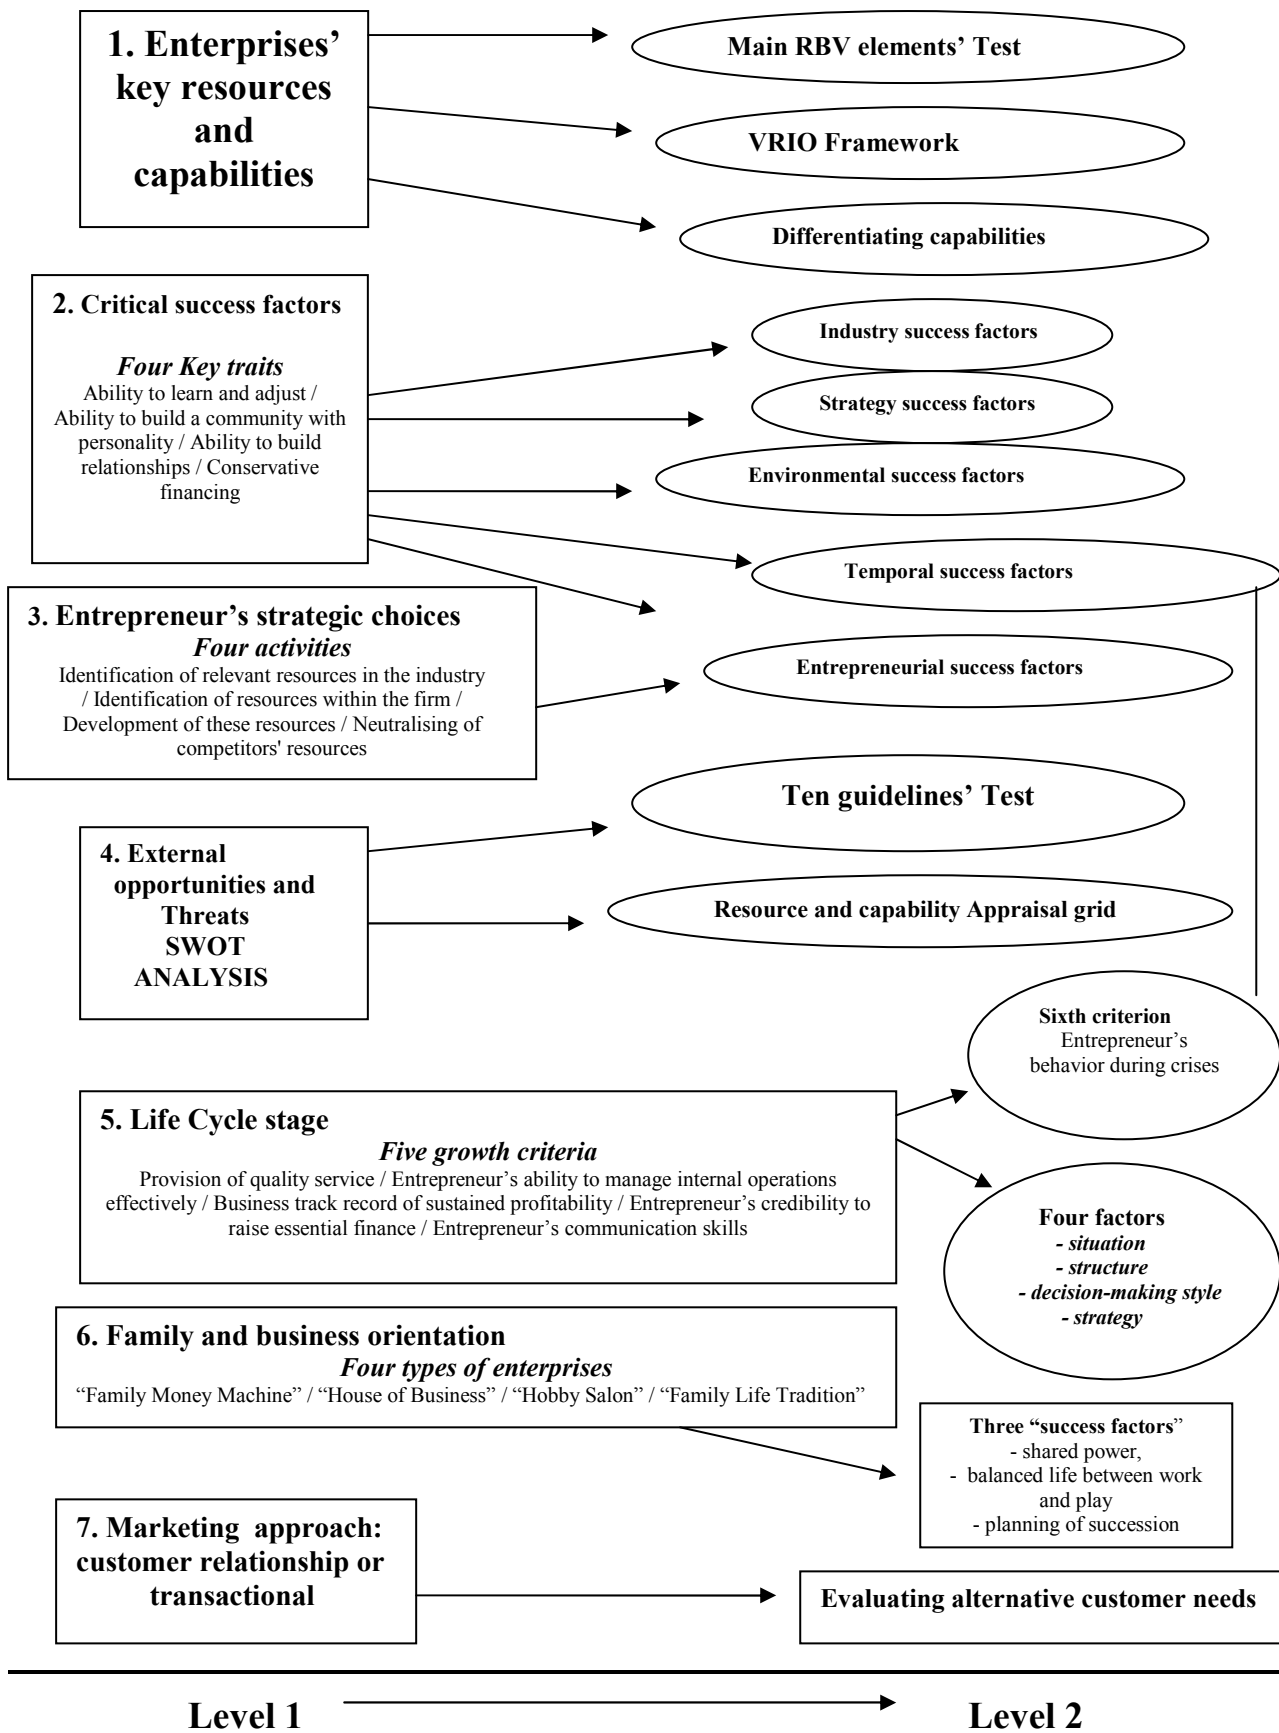 1. Enterprises’
key resources
and
capabilities
Main RBV elements’ Test
VRIO Framework
Differentiating capabilities
2. Critical success factors
Four Key traits
Ability to learn and adjust /
Ability to build a community with
personality / Ability to build
relationships / Conservative
financing
Industry success factors
Strategy success factors
Environmental success factors
Temporal success factors
3. Entrepreneur’s strategic choices
Four activities
Identification of relevant resources in the industry
/ Identification of resources within the firm /
Development of these resources / Neutralising of
competitors' resources
Entrepreneurial success factors
Ten guidelines’ Test
4. External
opportunities and
Threats
SWOT
ANALYSIS
Resource and capability Appraisal grid
Sixth criterion
Entrepreneur’s
behavior during crises
5. Life Cycle stage
Five growth criteria
Provision of quality service / Entrepreneur’s ability to manage internal operations
effectively / Business track record of sustained profitability / Entrepreneur’s credibility to
raise essential finance / Entrepreneur’s communication skills
Four factors
- situation
- structure
- decision-making style
- strategy
6. Family and business orientation
Four types of enterprises
“Family Money Machine” / “House of Business” / “Hobby Salon” / “Family Life Tradition”
Three “success factors”
- shared power,
- balanced life between work
and play
- planning of succession
7. Marketing approach:
customer relationship or
transactional
Evaluating alternative customer needs
Level 1
Level 2